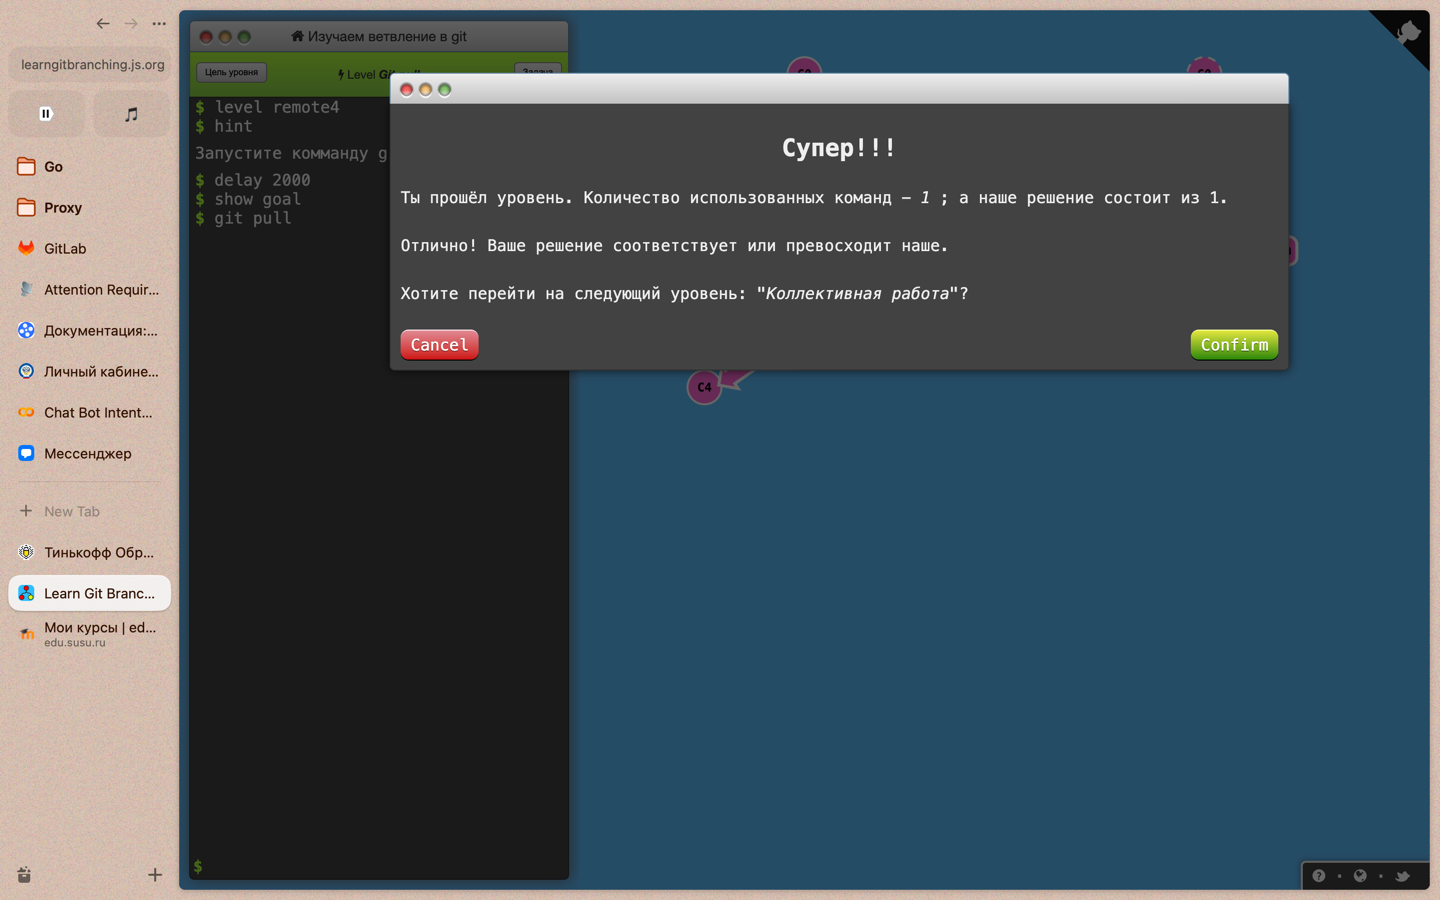 learngitbranching.js.org
Go
Proxy
GitLab
Attention Requir...
Документация:...
Личный кабине...
Chat Bot Intent...
Мессенджер
New Tab
Тинькофф Обр...
Learn Git Branc...
Мои курсы | ed...
edu.susu.ru
Изучаем ветвление в git
Цель уровня
Level
$ level remote4
$ hint
Запустите комманду g
$ delay 2000
$ show goal
$ git pull
$
Супер!!!
Ты прошёл уровень. Количество использованных команд – 1 ; а наше решение состоит из 1.
Отлично! Ваше решение соответствует или превосходит наше.
Хотите перейти на следующий уровень: "Коллективная работа"?
Cancel
Confirm
C4